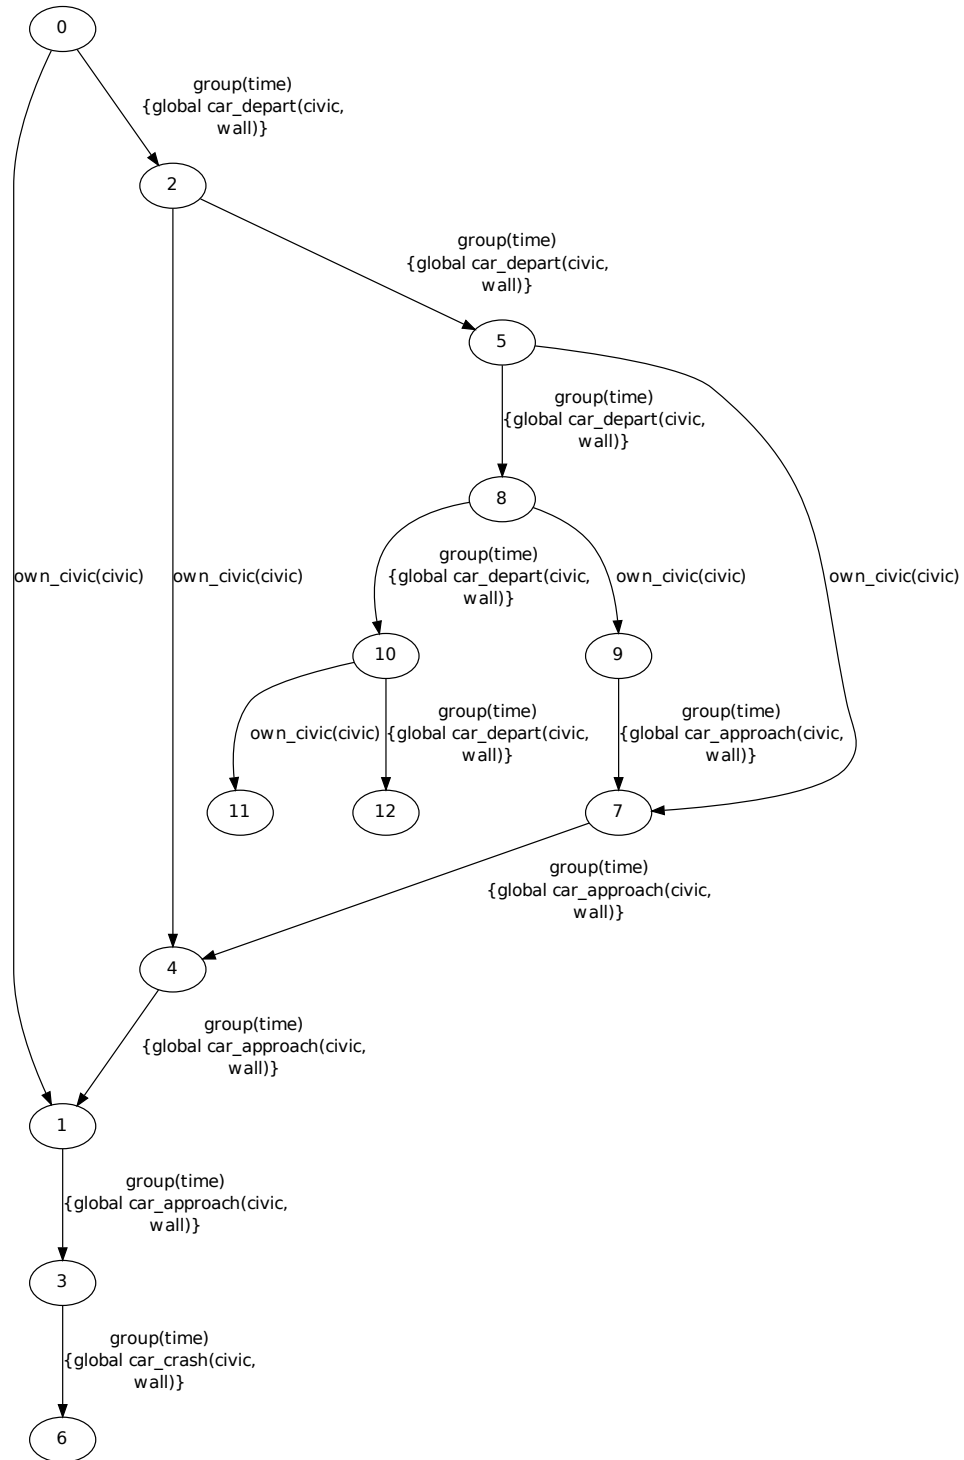 0
group(time)
{global car_depart(civic,
wall)}
2
group(time)
{global car_depart(civic,
wall)}
5
group(time)
{global car_depart(civic,
wall)}
8
own_civic(civic)
own_civic(civic)
group(time)
{global car_depart(civic,
wall)}
own_civic(civic)
own_civic(civic)
10
9
own_civic(civic)
group(time)
{global car_depart(civic,
wall)}
group(time)
{global car_approach(civic,
wall)}
11
12
7
group(time)
{global car_approach(civic,
wall)}
4
group(time)
{global car_approach(civic,
wall)}
1
group(time)
{global car_approach(civic,
wall)}
3
group(time)
{global car_crash(civic,
wall)}
6